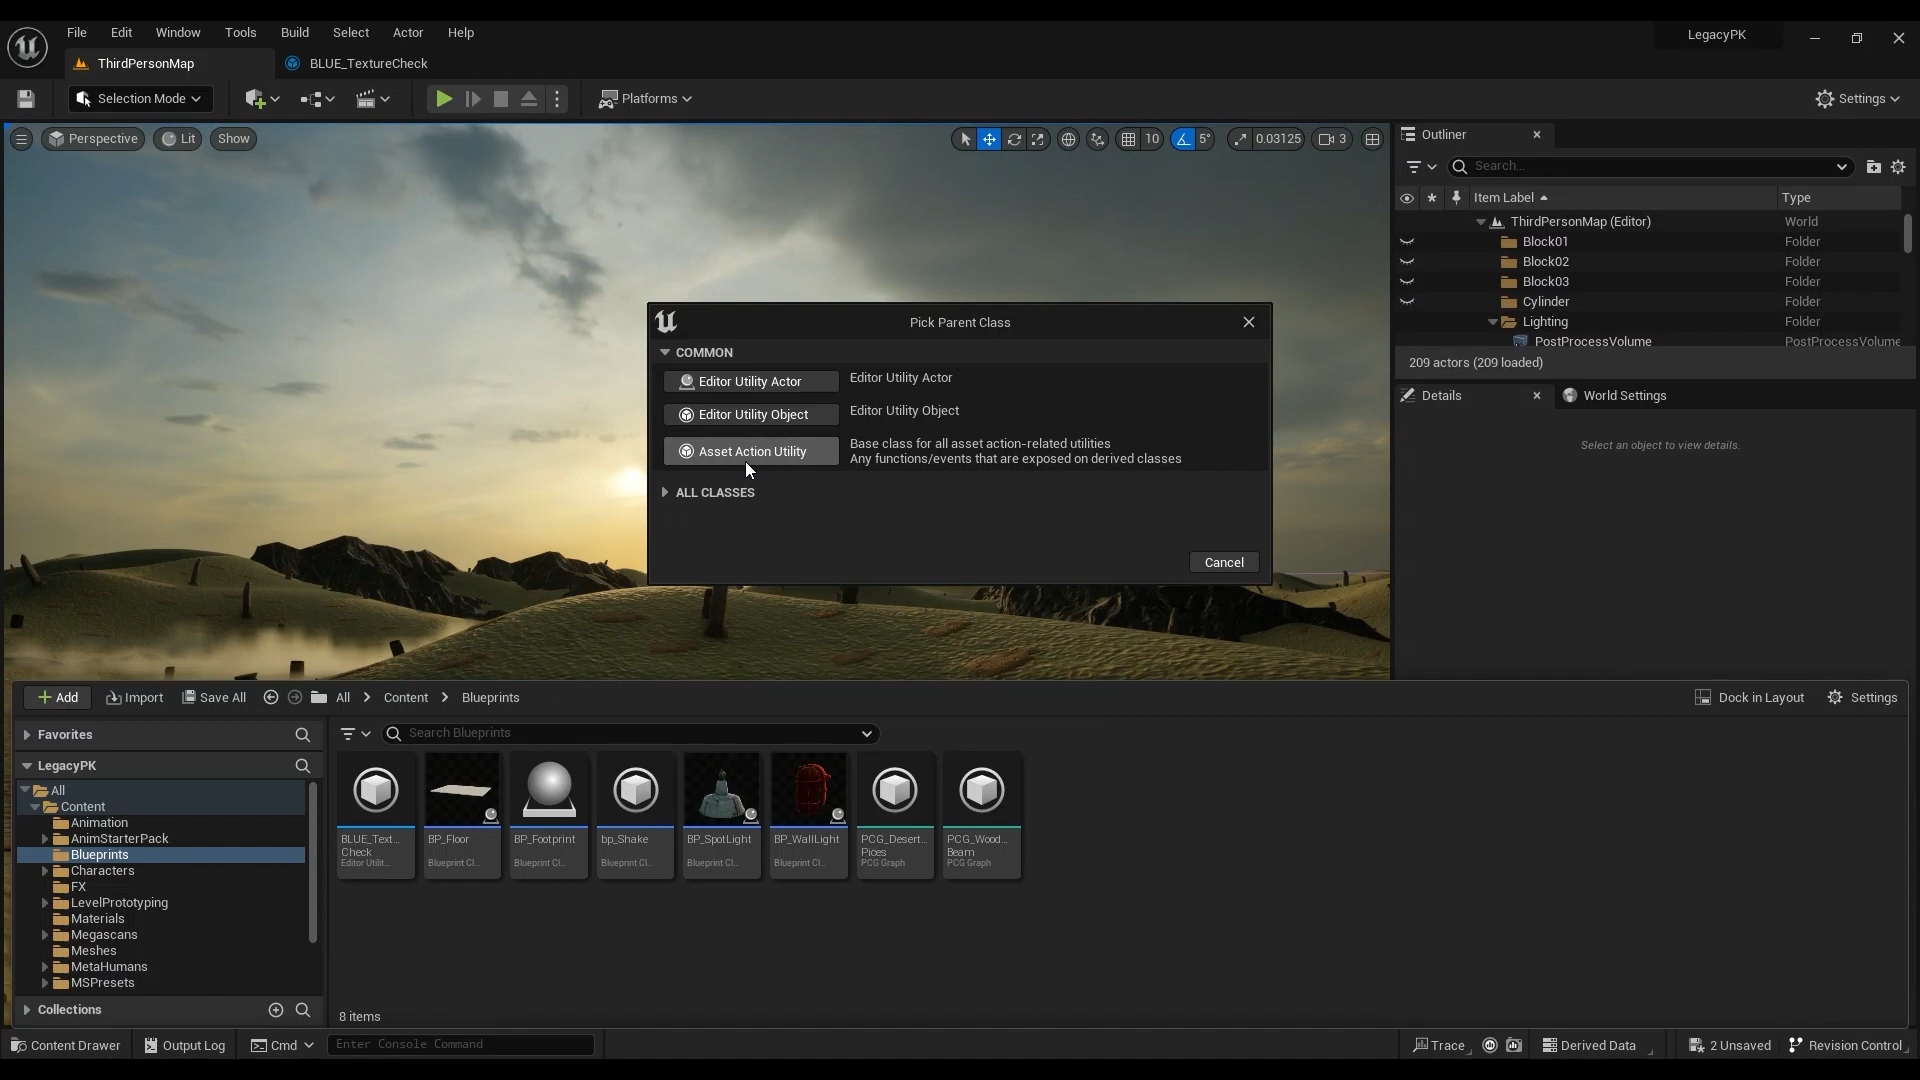 File Edit Window Tools Build Select Actor Help
LegacyPK
ThirdPersonMap
BLUE_TextureCheck
Selection Mode
Platforms
Settings
Perspective
Lit
Show
10
5°
0.03125
3
Outliner
Search...
Item Label
Type
ThirdPersonMap (Editor)
World
Block01
Folder
Block02
Folder
Block03
Folder
Cylinder
Folder
Lighting
Folder
PostProcessVolume
PostProcessVolume
209 actors (209 loaded)
Details
World Settings
Select an object to view details.
Pick Parent Class
COMMON
Editor Utility Actor
Editor Utility Actor
Editor Utility Object
Editor Utility Object
Asset Action Utility
Base class for all asset action-related utilities
Any functions/events that are exposed on derived classes
ALL CLASSES
Cancel
Add
Import
Save All
All
Content
Blueprints
Dock in Layout
Settings
Favorites
Search Blueprints
LegacyPK
All
Content
Animation
AnimStarterPack
Blueprints
Characters
FX
LevelPrototyping
Materials
Megascans
Meshes
MetaHumans
MSPresets
Collections
BLUE_Text...
Check
Editor Utilit...
BP_Floor
Blueprint Cl...
BP_Footprint
Blueprint Cl...
bp_Shake
Blueprint Cl...
BP_SpotLight
Blueprint Cl...
BP_WallLight
Blueprint Cl...
PCG_Desert...
Pices
PCG Graph
PCG_Wood...
Beam
PCG Graph
8 items
Content Drawer
Output Log
Cmd
Enter Console Command
Trace
Derived Data
2 Unsaved
Revision Control